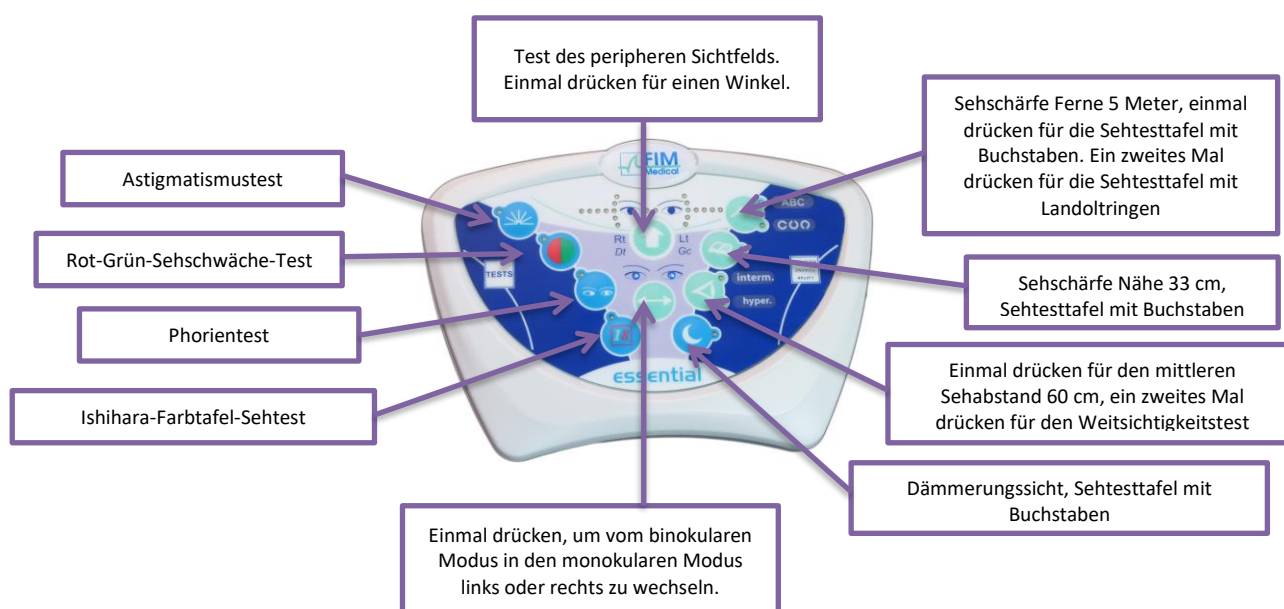 Test des peripheren Sichtfelds.
Einmal drücken für einen Winkel.
Sehschärfe Ferne 5 Meter, einmal
drücken für die Sehtesttafel mit
Buchstaben. Ein zweites Mal
drücken für die Sehtesttafel mit
Landoltringen
Astigmatismustest
Rot-Grün-Sehschwäche-Test
Phorientest
Ishihara-Farbtafel-Sehtest
FIM
Medical
ABC
Rt
Dt
Lt
Gc
TESTS
interm.
hyper.
essential
Sehschärfe Nähe 33 cm,
Sehtesttafel mit Buchstaben
Einmal drücken für den mittleren
Sehabstand 60 cm, ein zweites Mal
drücken für den Weitsichtigkeitstest
Dämmerungssicht, Sehtesttafel mit
Buchstaben
Einmal drücken, um vom binokularen
Modus in den monokularen Modus
links oder rechts zu wechseln.